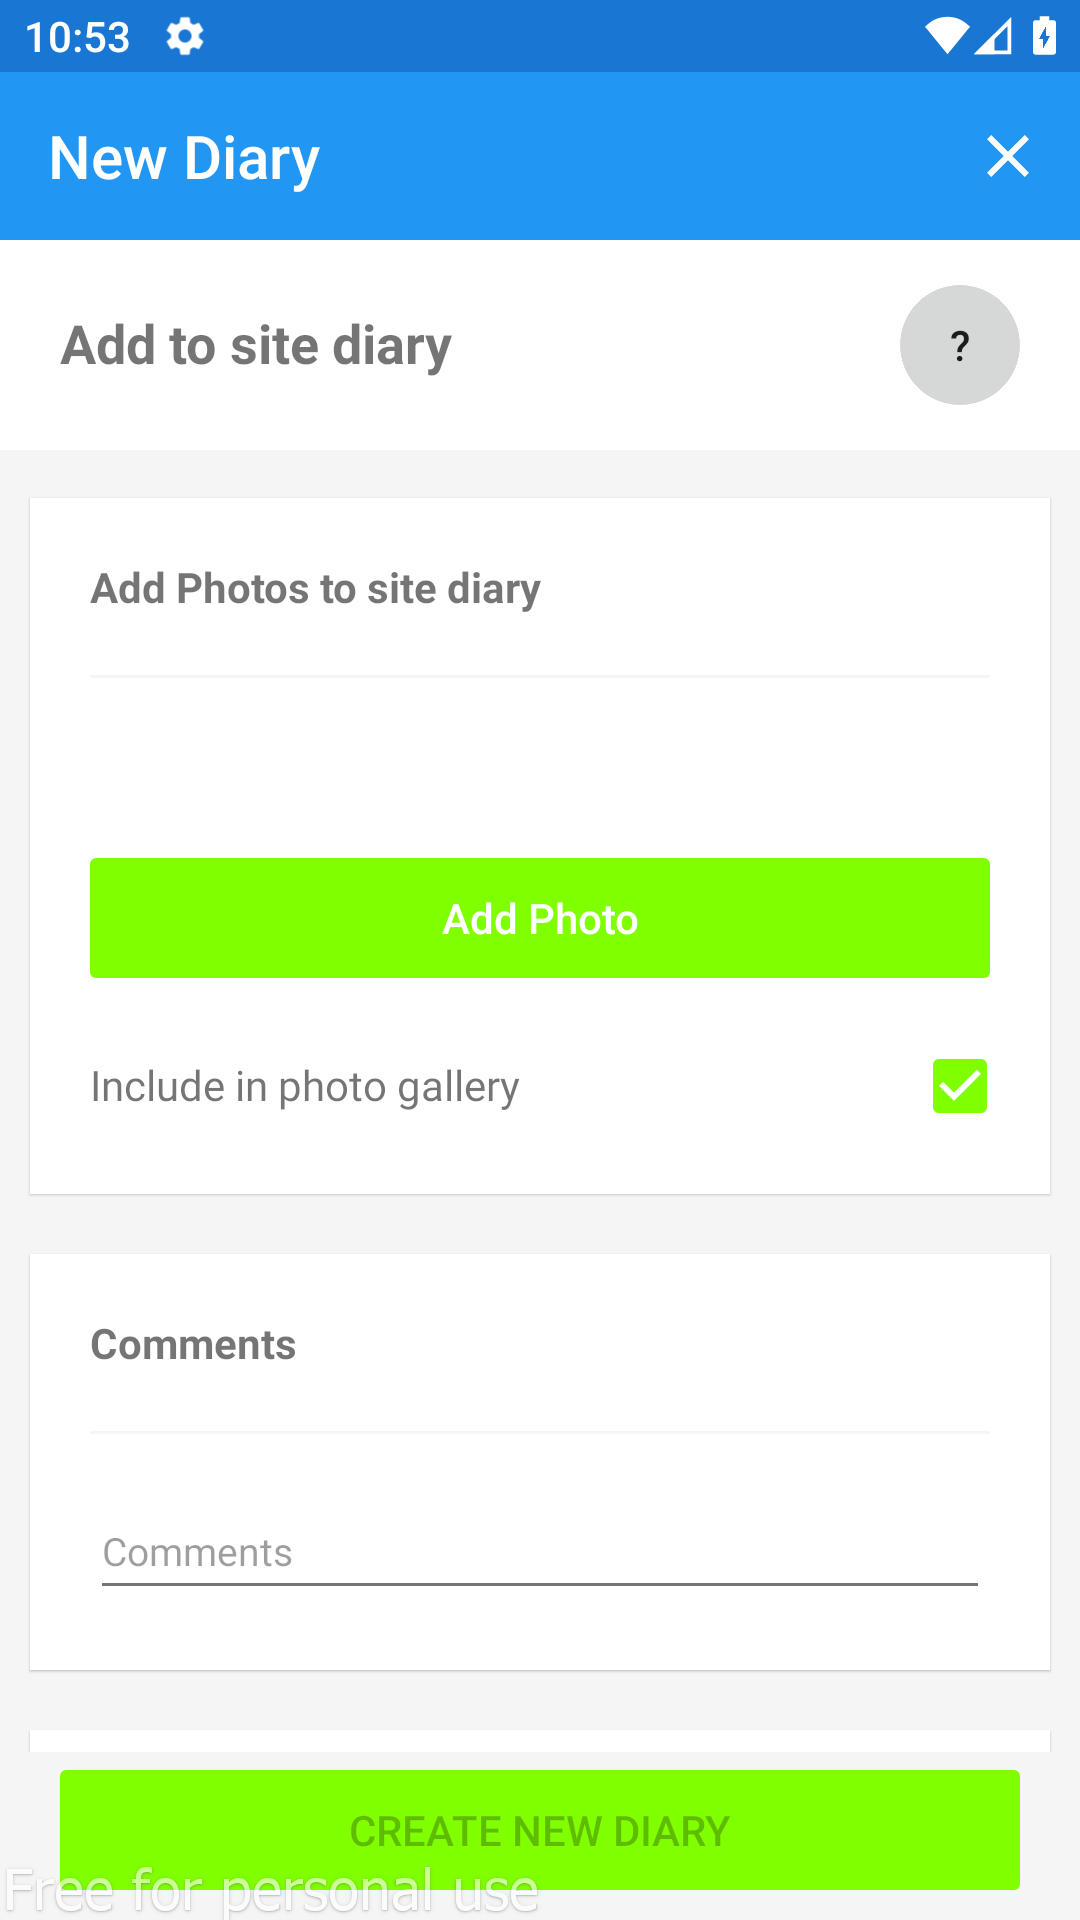 10:53
New Diary
Add to site diary
?
Add Photos to site diary
Add Photo
Include in photo gallery
Comments
Comments
CREATE NEW DIARY
Free for personal use